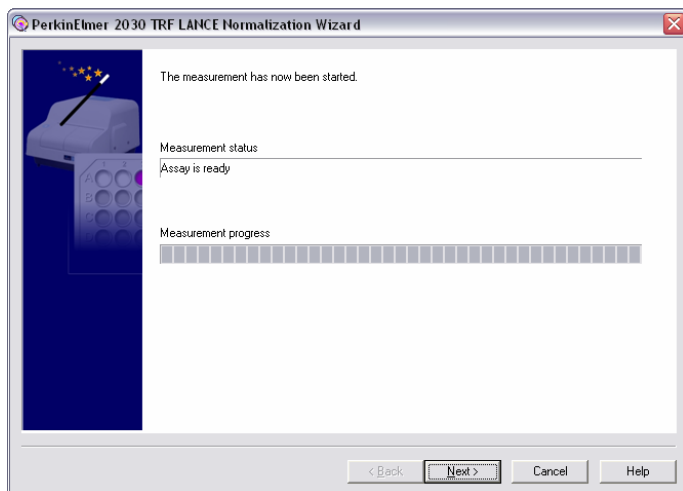 PerkinElmer 2030 TRF LANCE Normalization Wizard
The measurement has now been started.
Measurement status
Assay is ready
Measurement progress
< Back
Next >
Cancel
Help